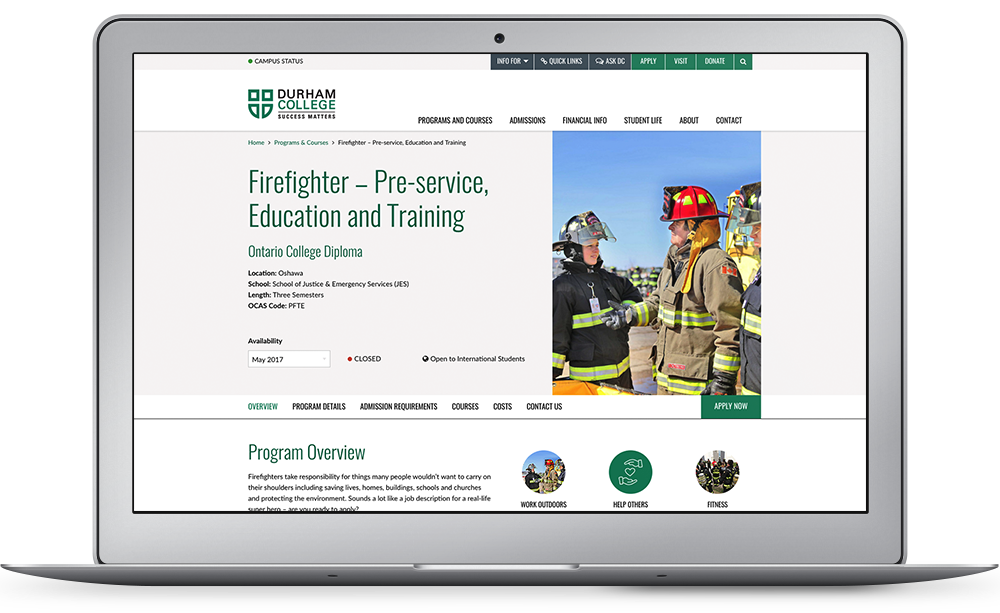 CAMPUS STATUS
INFO FOR
QUICK LINKS
ASK DC
APPLY
VISIT
DONATE
DURHAM
COLLEGE
SUCCESS MATTERS
PROGRAMS AND COURSES
ADMISSIONS
FINANCIAL INFO
STUDENT LIFE
ABOUT
CONTACT
Home > Programs & Courses > Firefighter – Pre-service, Education and Training
Firefighter – Pre-service,
Education and Training
Ontario College Diploma
Location: Oshawa
School: School of Justice & Emergency Services (JES)
Length: Three Semesters
OCAS Code: PFTE
Availability
May 2017
CLOSED
Open to International Students
OVERVIEW
PROGRAM DETAILS
ADMISSION REQUIREMENTS
COURSES
COSTS
CONTACT US
APPLY NOW
Program Overview
Firefighters take responsibility for things many people wouldn't want to carry on
their shoulders including saving lives, homes, buildings, schools and churches
and protecting the environment. Sounds a lot like a job description for a real-life
super hero – are you ready to apply?
WORK OUTDOORS
HELP OTHERS
FITNESS